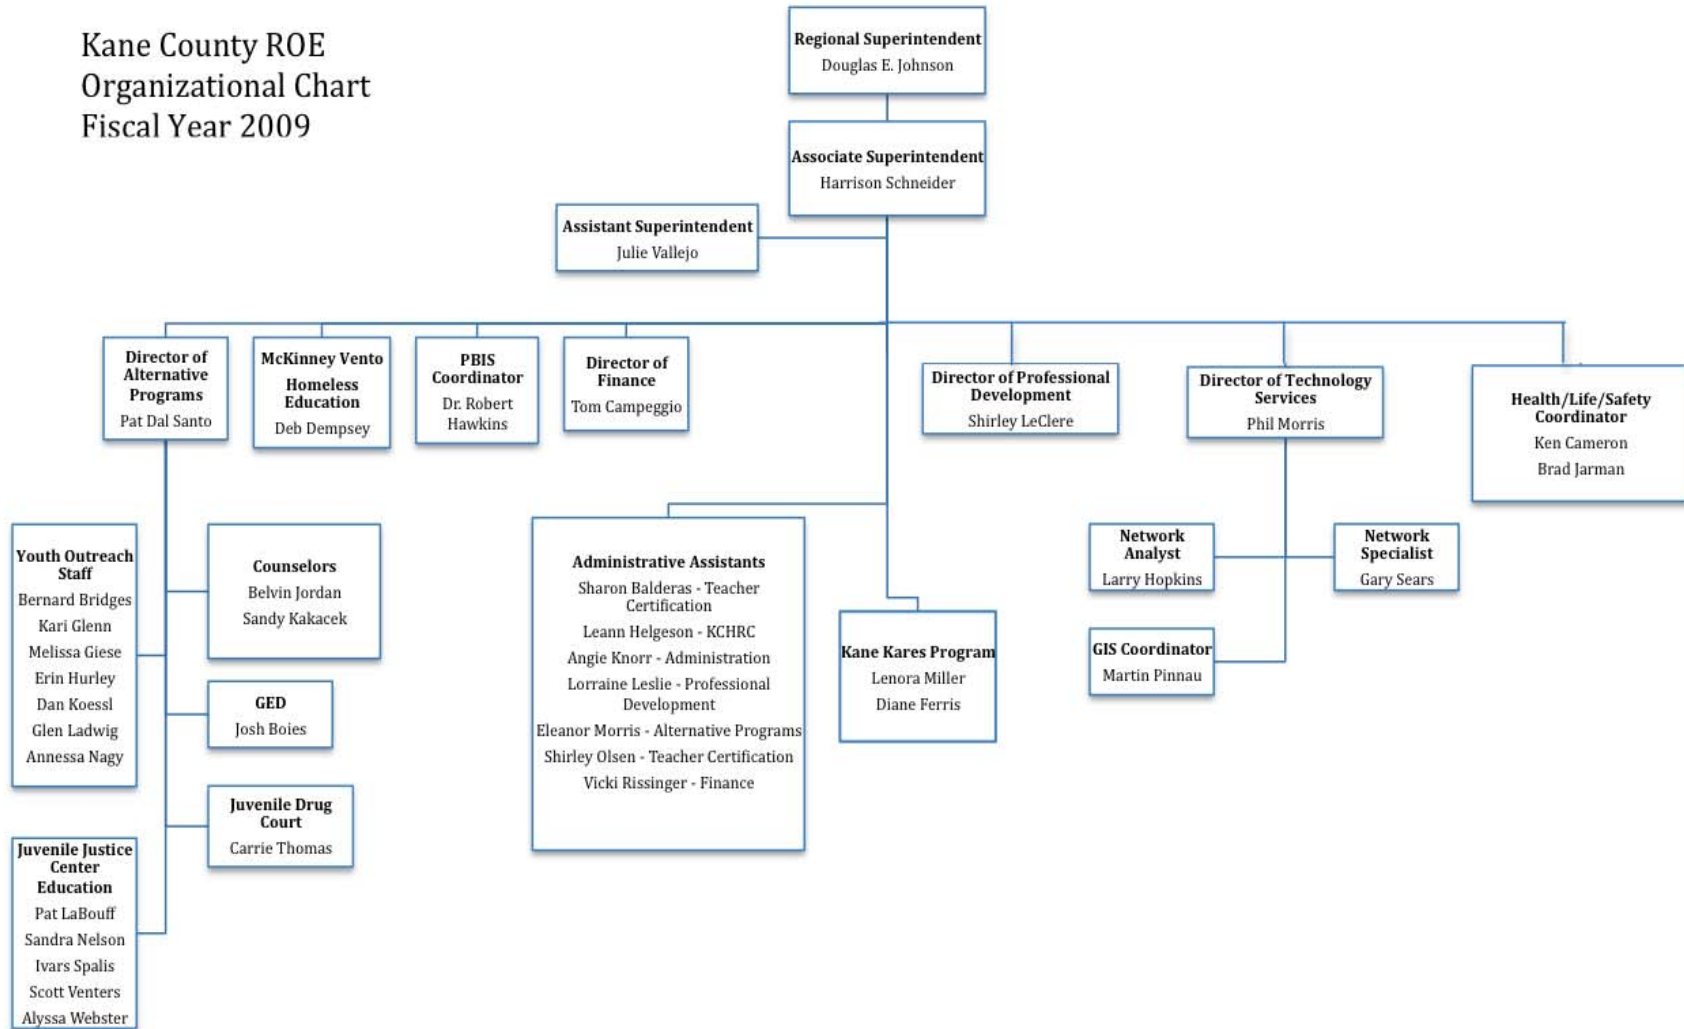 Kane County ROE
Organizational Chart
Fiscal Year 2009
Regional Superintendent
Douglas E. Johnson
Associate Superintendent
Harrison Schneider
Assistant Superintendent
Julie Vallejo
Director of
Alternative
Programs
Pat Dal Santo
McKinney Vento
Homeless
Education
Deb Dempsey
PBIS
Coordinator
Dr. Robert
Hawkins
Director of
Finance
Tom Campeggio
Director of Professional
Development
Shirley LeClere
Director of Technology
Services
Phil Morris
Health/Life/Safety
Coordinator
Ken Cameron
Brad Jarman
Youth Outreach
Staff
Bernard Bridges
Kari Glenn
Melissa Giese
Erin Hurley
Dan Koessl
Glen Ladwig
Annessa Nagy
Counselors
Belvin Jordan
Sandy Kakacek
GED
Josh Boies
Juvenile Drug
Court
Carrie Thomas
Juvenile Justice
Center
Education
Pat LaBouff
Sandra Nelson
Ivars Spalis
Scott Venters
Alyssa Webster
Administrative Assistants
Sharon Balderas - Teacher
Certification
Leann Helgeson - KCHRC
Angie Knorr - Administration
Lorraine Leslie - Professional
Development
Eleanor Morris - Alternative Programs
Shirley Olsen - Teacher Certification
Vicki Rissinger - Finance
Kane Kares Program
Lenora Miller
Diane Ferris
Network
Analyst
Larry Hopkins
Network
Specialist
Gary Sears
GIS Coordinator
Martin Pinnau